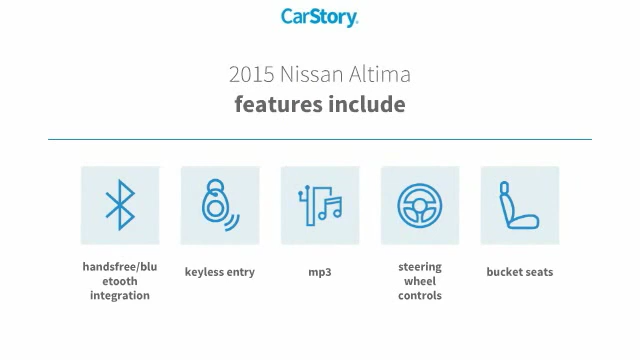 CarStory.
2015 Nissan Altima
features include
handsfree/blu
etooth
integration
keyless entry
mp3
steering
wheel
controls
bucket seats